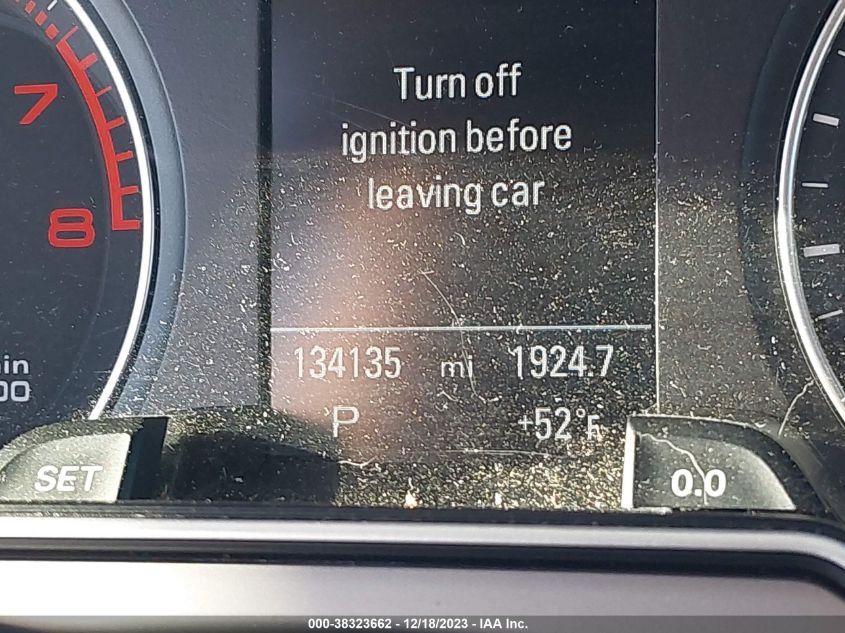 Turn off
ignition before
leaving car
7
8
134135 mi 1924.7
P +52°F
SET
0.0
000-38323662 - 12/18/2023 - IAA Inc.